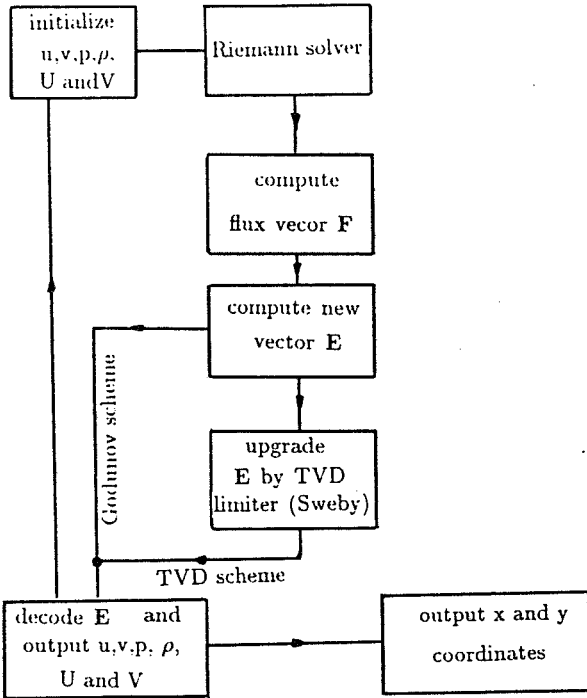 initialize
u,v,p,ρ,
U andV
Riemann solver
compute
flux vecor F
compute new
vector E
Godunov scheme
upgrade
E by TVD
limiter (Sweby)
TVD scheme
decode E and
output u,v,p, ρ,
U and V
output x and y
coordinates